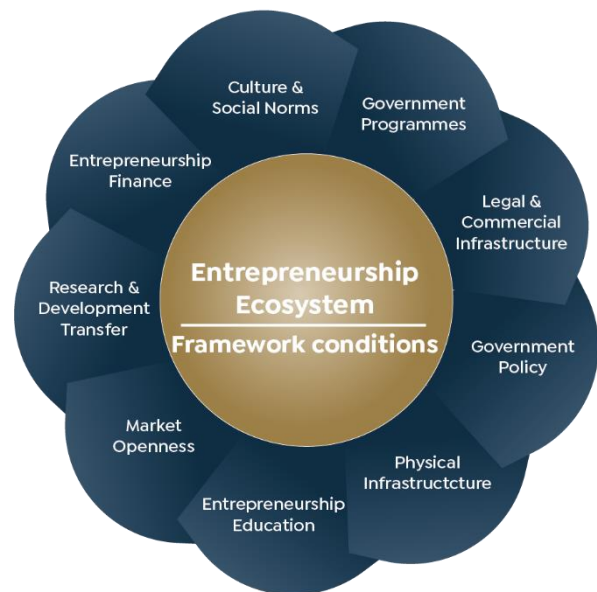 Culture &
Social Norms
Government
Programmes
Legal &
Commercial
Infrastructure
Government
Policy
Physical
Infrastructcture
Entrepreneurship
Education
Market
Openness
Research &
Development
Transfer
Entrepreneurship
Finance
Entrepreneurship
Ecosystem
Framework conditions